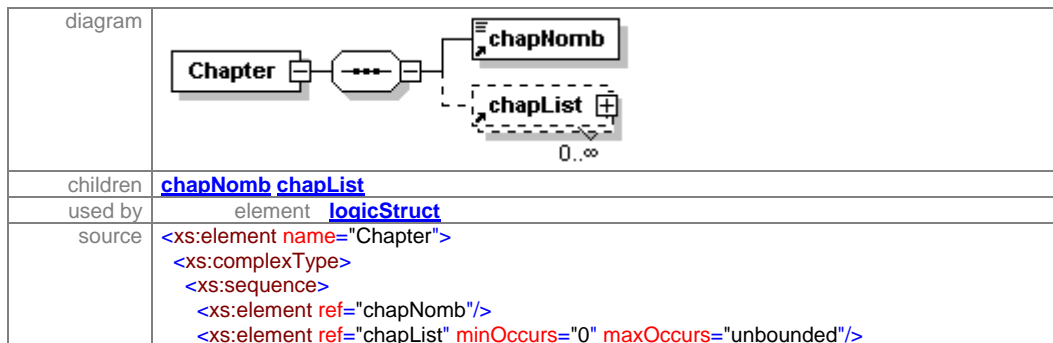 diagram
Chapter
chapNomb
chapList
0..∞
children chapNomb chapList
used by element logicStruct
source <xs:element name="Chapter">
<xs:complexType>
<xs:sequence>
<xs:element ref="chapNomb"/>
<xs:element ref="chapList" minOccurs="0" maxOccurs="unbounded"/>